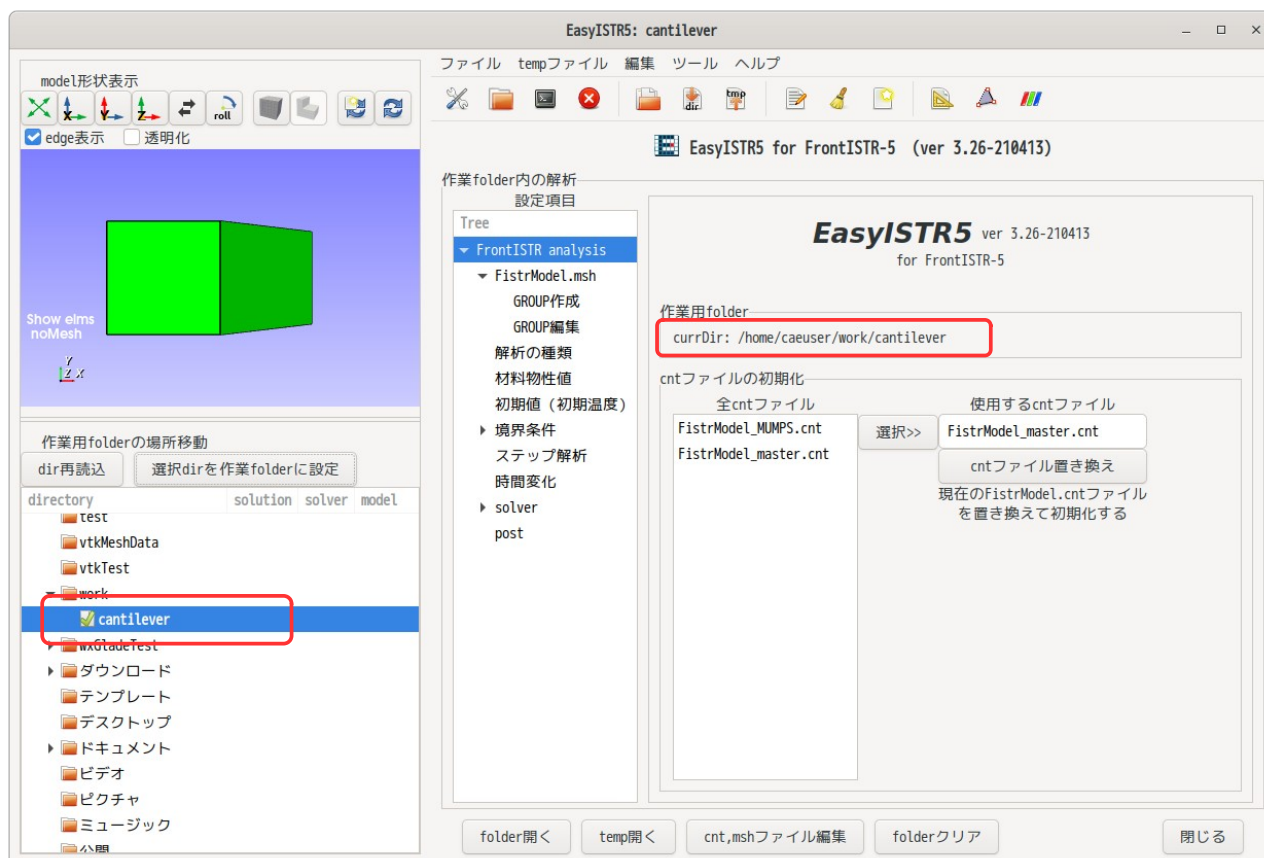 EasyISTR5: cantilever
model形状表示
roll
edge表示 透明化
Show elms
noMesh
Y
Z X
作業用folderの場所移動
dir再読込 選択dirを作業folderに設定
directory solution solver model
test
vtkMeshData
vtkTest
work
cantilever
wxGladeTest
ダウンロード
テンプレート
デスクトップ
ドキュメント
ビデオ
ピクチャ
ミュージック
公開
ファイル tempファイル 編集 ツール ヘルプ
dir tmp
EasyISTR5 for FrontISTR-5 (ver 3.26-210413)
作業folder内の解析
設定項目
Tree
FrontISTR analysis
FistrModel.msh
GROUP作成
GROUP編集
解析の種類
材料物性値
初期値（初期温度）
境界条件
ステップ解析
時間変化
solver
post
EasyISTR5 ver 3.26-210413
for FrontISTR-5
作業用folder
currDir: /home/caeuser/work/cantilever
cntファイルの初期化
全cntファイル 使用するcntファイル
FistrModel_MUMPS.cnt 選択>> FistrModel_master.cnt
FistrModel_master.cnt cntファイル置き換え
現在のFistrModel.cntファイル
を置き換えて初期化する
folder開く temp開く cnt,mshファイル編集 folderクリア 閉じる